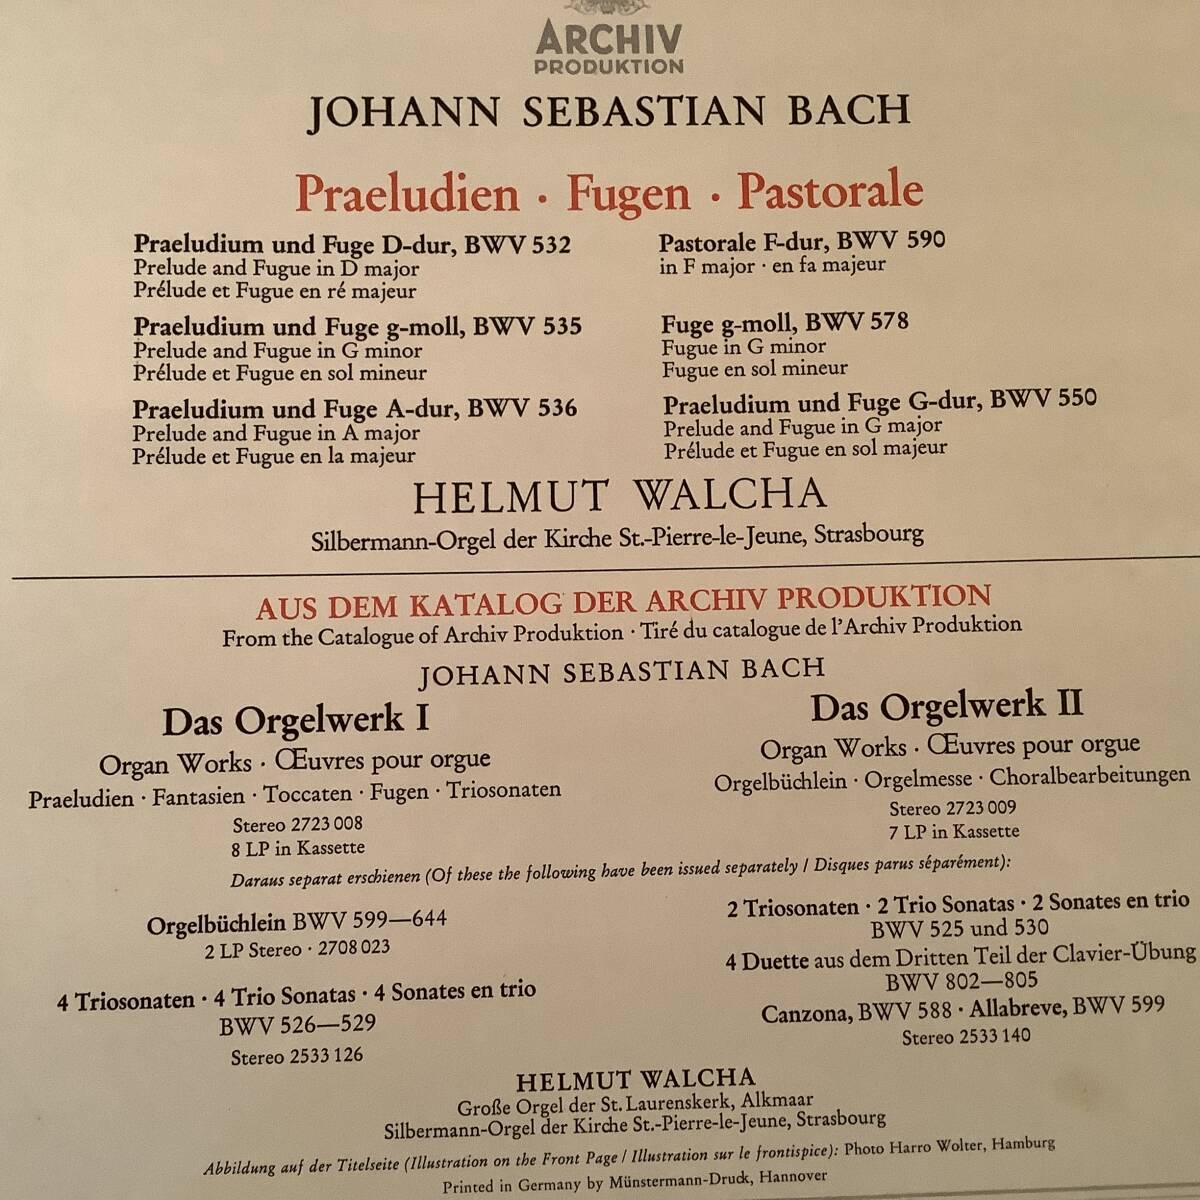 ARCHIV
PRODUKTION
JOHANN SEBASTIAN BACH
Praeludien · Fugen · Pastorale
Praeludium und Fuge D-dur, BWV 532
Prelude and Fugue in D major
Prélude et Fugue en ré majeur
Praeludium und Fuge g-moll, BWV 535
Prelude and Fugue in G minor
Prélude et Fugue en sol mineur
Praeludium und Fuge A-dur, BWV 536
Prelude and Fugue in A major
Prélude et Fugue en la majeur
Pastorale F-dur, BWV 590
in F major · en fa majeur
Fuge g-moll, BWV 578
Fugue in G minor
Fugue en sol mineur
Praeludium und Fuge G-dur, BWV 550
Prelude and Fugue in G major
Prélude et Fugue en sol majeur
HELMUT WALCHA
Silbermann-Orgel der Kirche St.-Pierre-le-Jeune, Strasbourg
AUS DEM KATALOG DER ARCHIV PRODUKTION
From the Catalogue of Archiv Produktion · Tiré du catalogue de l'Archiv Produktion
JOHANN SEBASTIAN BACH
Das Orgelwerk I
Organ Works · Œuvres pour orgue
Praeludien · Fantasien · Toccaten · Fugen · Triosonaten
Stereo 2723 008
8 LP in Kassette
Das Orgelwerk II
Organ Works · Œuvres pour orgue
Orgelbüchlein · Orgelmesse · Choralbearbeitungen
Stereo 2723 009
7 LP in Kassette
Daraus separat erschienen (Of these the following have been issued separately / Disques parus séparément):
Orgelbüchlein BWV 599—644
2 LP Stereo · 2708 023
4 Triosonaten · 4 Trio Sonatas · 4 Sonates en trio
BWV 526—529
Stereo 2533 126
2 Triosonaten · 2 Trio Sonatas · 2 Sonates en trio
BWV 525 und 530
4 Duette aus dem Dritten Teil der Clavier-Übung
BWV 802—805
Canzona, BWV 588 · Allabreve, BWV 599
Stereo 2533 140
HELMUT WALCHA
Große Orgel der St. Laurenskerk, Alkmaar
Silbermann-Orgel der Kirche St.-Pierre-le-Jeune, Strasbourg
Abbildung auf der Titelseite (Illustration on the Front Page / Illustration sur le frontispice): Photo Harro Wolter, Hamburg
Printed in Germany by Münstermann-Druck, Hannover